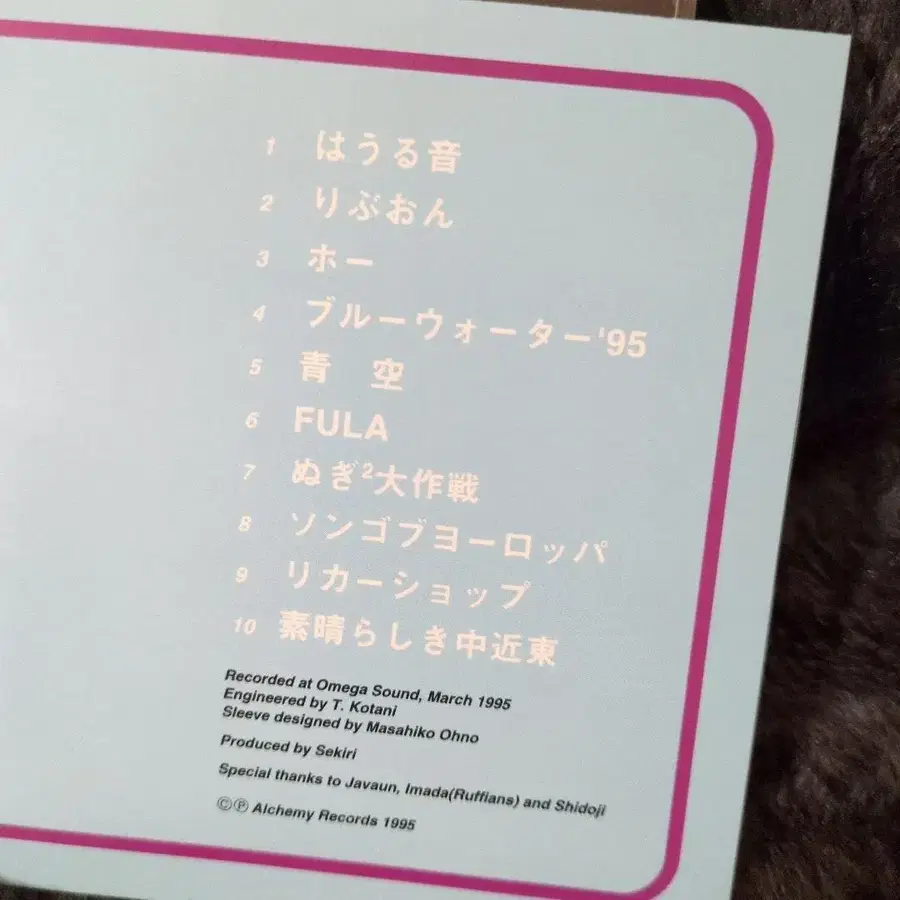 1 はうる音
2 りぶおん
3 ホー
4 ブルーウォーター'95
5 青 空
6 FULA
7 ぬぎ²大作戦
8 ソンゴブヨーロッパ
9 リカーショップ
10 素晴らしき中近東
Recorded at Omega Sound, March 1995
Engineered by T. Kotani
Sleeve designed by Masahiko Ohno
Produced by Sekiri
Special thanks to Javaun, Imada(Ruffians) and Shidoji
©℗ Alchemy Records 1995